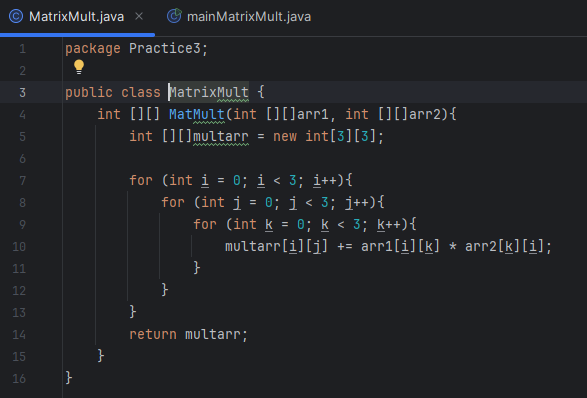 MatrixMult.java × mainMatrixMult.java
1 package Practice3;
2
3 public class MatrixMult {
4     int [][] MatMult(int [][]arr1, int [][]arr2){
5         int [][]multarr = new int[3][3];
6
7         for (int i = 0; i < 3; i++){
8             for (int j = 0; j < 3; j++){
9                 for (int k = 0; k < 3; k++){
10                     multarr[i][j] += arr1[i][k] * arr2[k][i];
11                 }
12             }
13         }
14         return multarr;
15     }
16 }